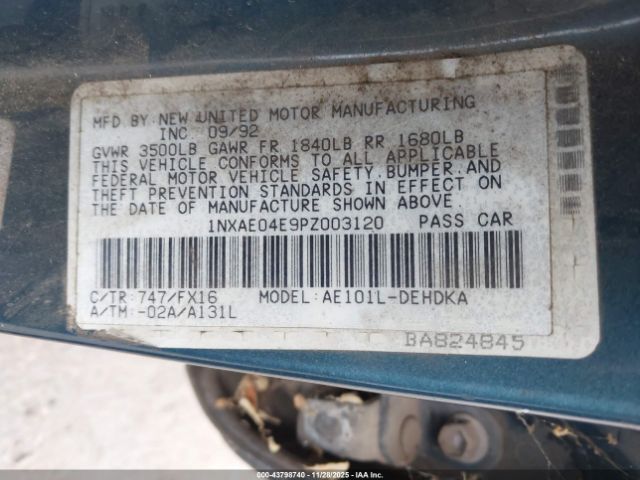 MFD BY: NEW UNITED MOTOR MANUFACTURING
INC 09/92
GVWR 3500LB GAWR FR 1840LB RR 1680LB
THIS VEHICLE CONFORMS TO ALL APPLICABLE
FEDERAL MOTOR VEHICLE SAFETY, BUMPER, AND
THEFT PREVENTION STANDARDS IN EFFECT ON
THE DATE OF MANUFACTURE SHOWN ABOVE.
1NXAE04E9PZ003120 PASS CAR
C/TR: 747/FX16 MODEL: AE101L-DEHDKA
A/TM: -02A/A131L
BA824845
000-43798740 - 11/28/2025 - IAAI.COM